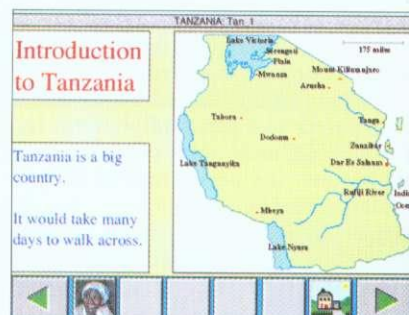 TANZANIA: Tan 1
Introduction
to Tanzania
Tanzania is a big
country.
It would take many
days to walk across.
Lake Victoria
Serengeti
Plain
Mwanza
175 miles
Mount Kilimanjaro
Arusha
Tabora
Tanga
Dodoma
Zanzibar
Lake Tanganyika
Dar Es Salaam
Rufiji River
Mbeya
Lake Nyasa